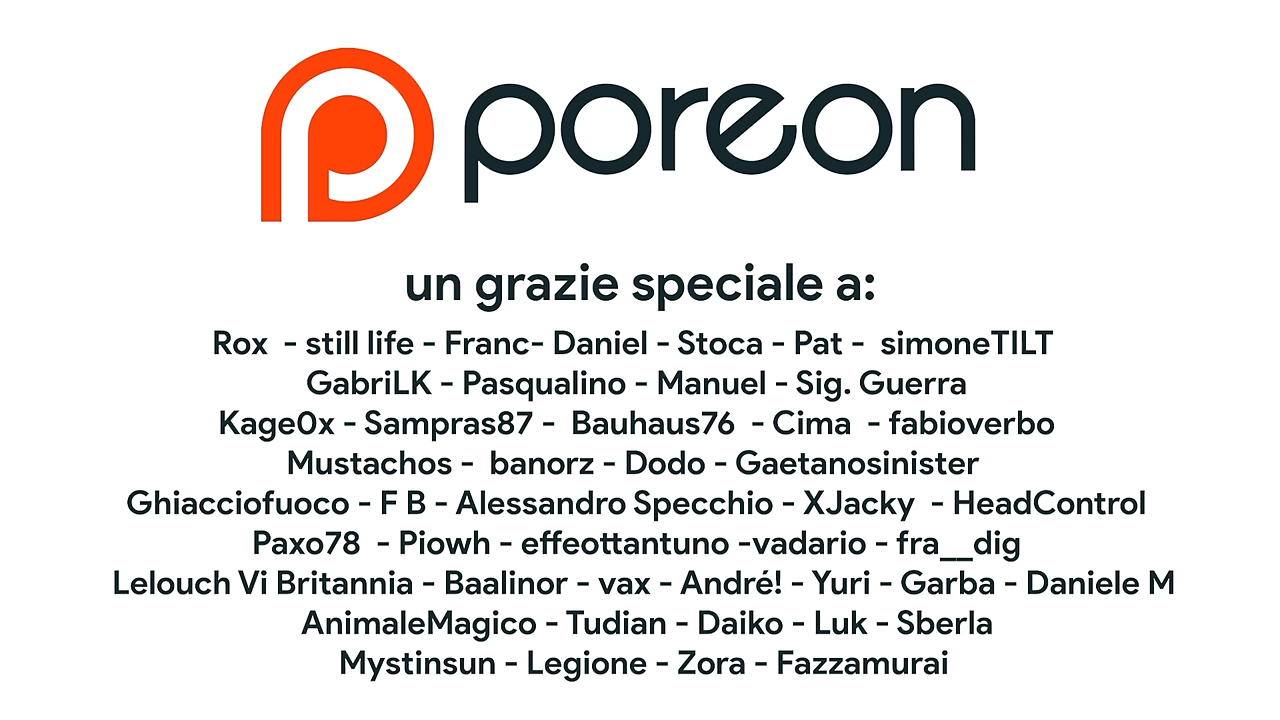 poreon
un grazie speciale a:
Rox - still life - Franc- Daniel - Stoca - Pat - simoneTILT
GabriLK - Pasqualino - Manuel - Sig. Guerra
Kage0x - Sampras87 - Bauhaus76 - Cima - fabioverbo
Mustachos - banorz - Dodo - Gaetanosinister
Ghiacciofuoco - F B - Alessandro Specchio - XJacky - HeadControl
Paxo78 - Piowh - effeottantuno -vadario - fra__dig
Lelouch Vi Britannia - Baalinor - vax - André! - Yuri - Garba - Daniele M
AnimaleMagico - Tudian - Daiko - Luk - Sberla
Mystinsun - Legione - Zora - Fazzamurai